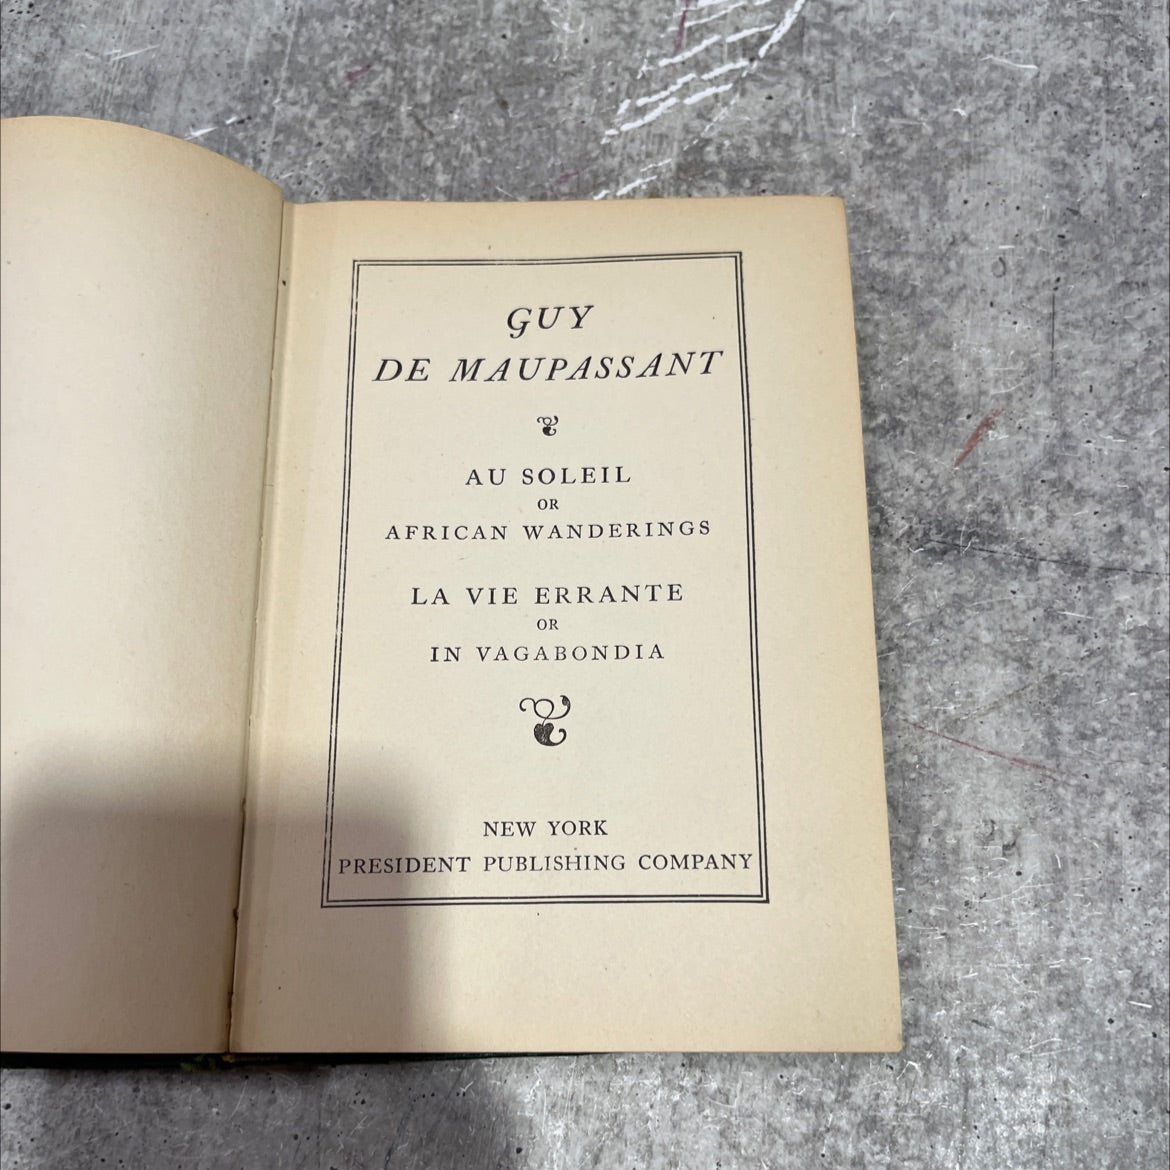 GUY
DE MAUPASSANT
AU SOLEIL
OR
AFRICAN WANDERINGS
LA VIE ERRANTE
OR
IN VAGABONDIA
NEW YORK
PRESIDENT PUBLISHING COMPANY